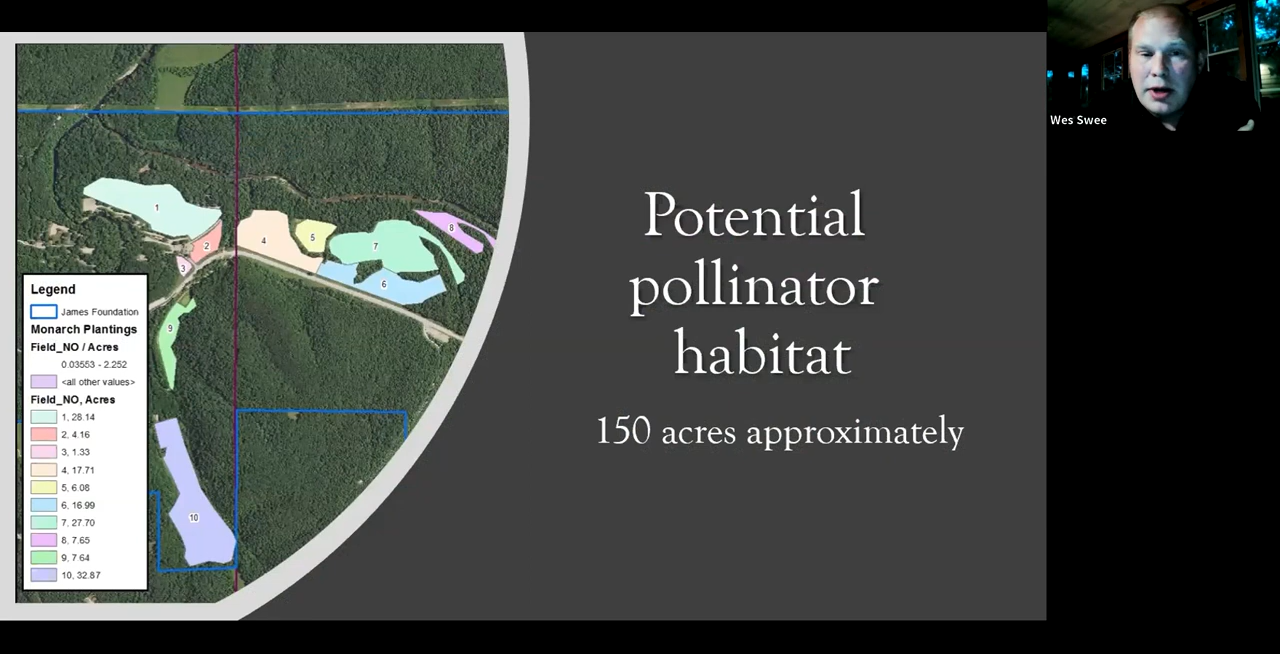 1
2
3
4
5
6
7
8
9
10
Legend
James Foundation
Monarch Plantings
Field_NO / Acres
0.03553 - 2.252
<all other values>
Field_NO, Acres
1, 28.14
2, 4.16
3, 1.33
4, 17.71
5, 6.08
6, 16.99
7, 27.70
8, 7.65
9, 7.64
10, 32.87
Potential
pollinator
habitat
150 acres approximately
Wes Swee